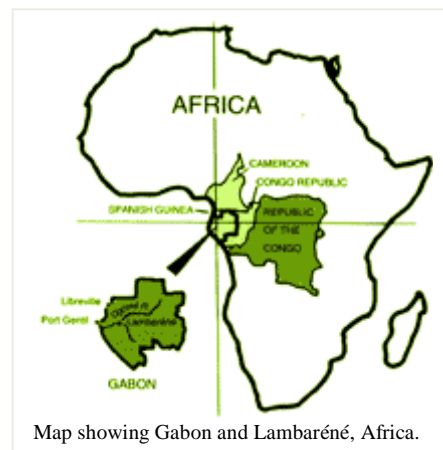 AFRICA
CAMEROON
CONGO REPUBLIC
SPANISH GUINEA
REPUBLIC
OF THE
CONGO
Libreville
Port Gentil
Lambaréné
GABON
Map showing Gabon and Lambaréné, Africa.